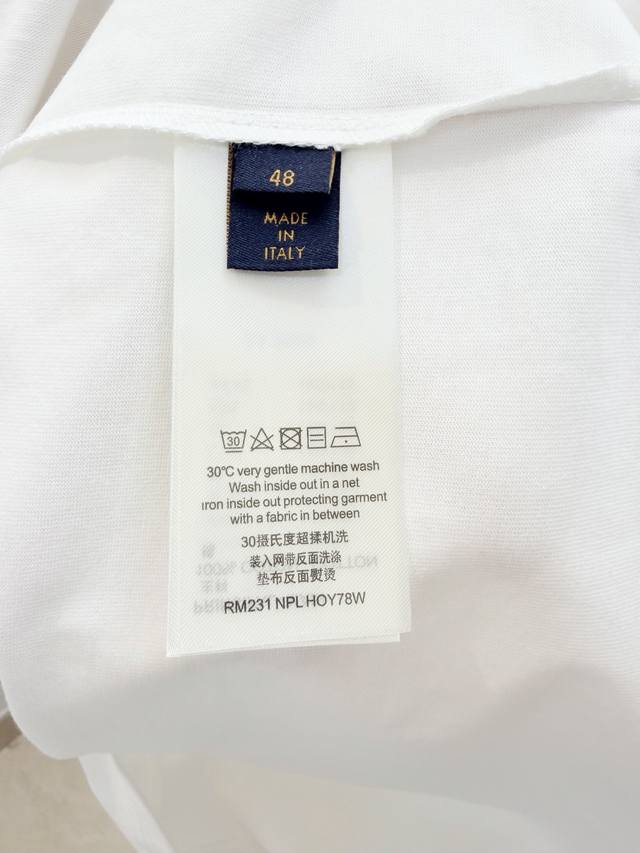 48
MADE
IN
ITALY
30
30℃ very gentle machine wash
Wash inside out in a net
Iron inside out protecting garment
with a fabric in between
30摄氏度超揉机洗
装入网带反面洗涤
垫布反面熨烫
RM231 NPL HOY78W